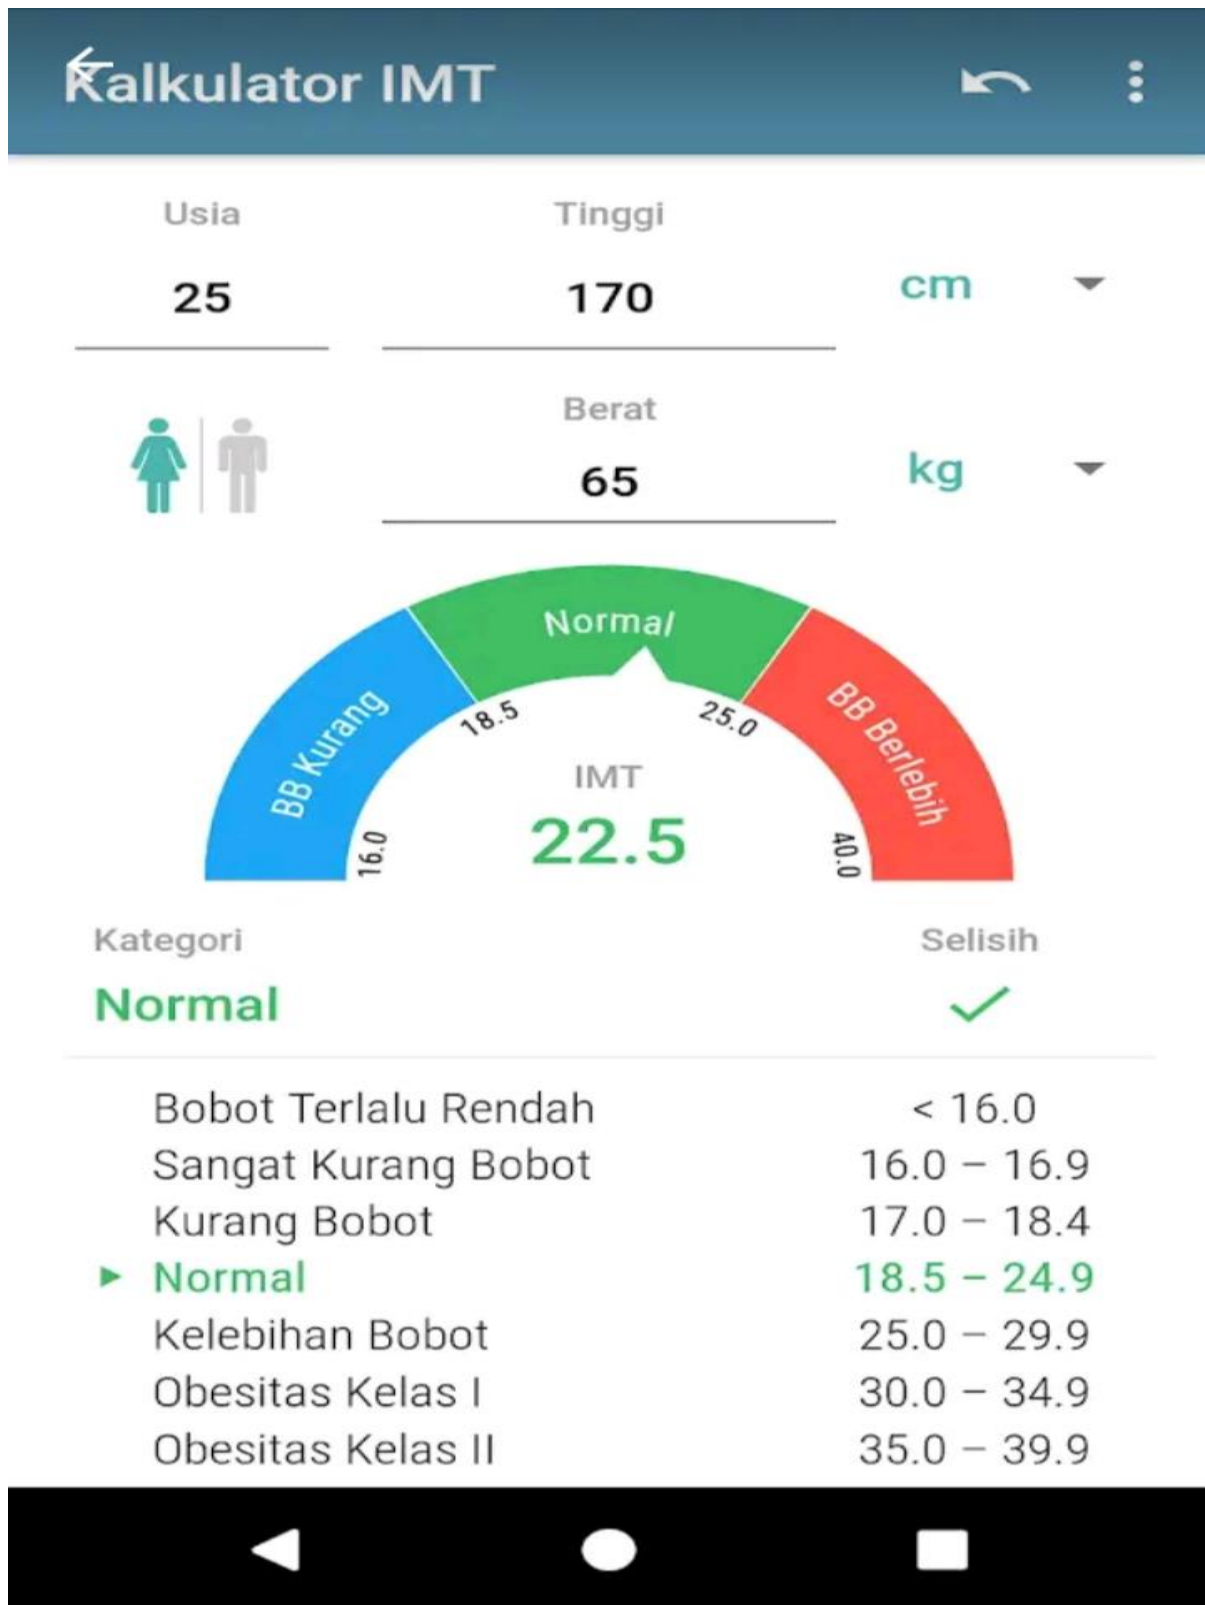 Kalkulator IMT
Usia Tinggi
25 170 cm
Berat
65 kg
Normal
BB Kurang
18.5
25.0
BB Berlebih
16.0
IMT
22.5
40.0
Kategori Selisih
Normal
Bobot Terlalu Rendah < 16.0
Sangat Kurang Bobot 16.0 – 16.9
Kurang Bobot 17.0 – 18.4
Normal 18.5 – 24.9
Kelebihan Bobot 25.0 – 29.9
Obesitas Kelas I 30.0 – 34.9
Obesitas Kelas II 35.0 – 39.9